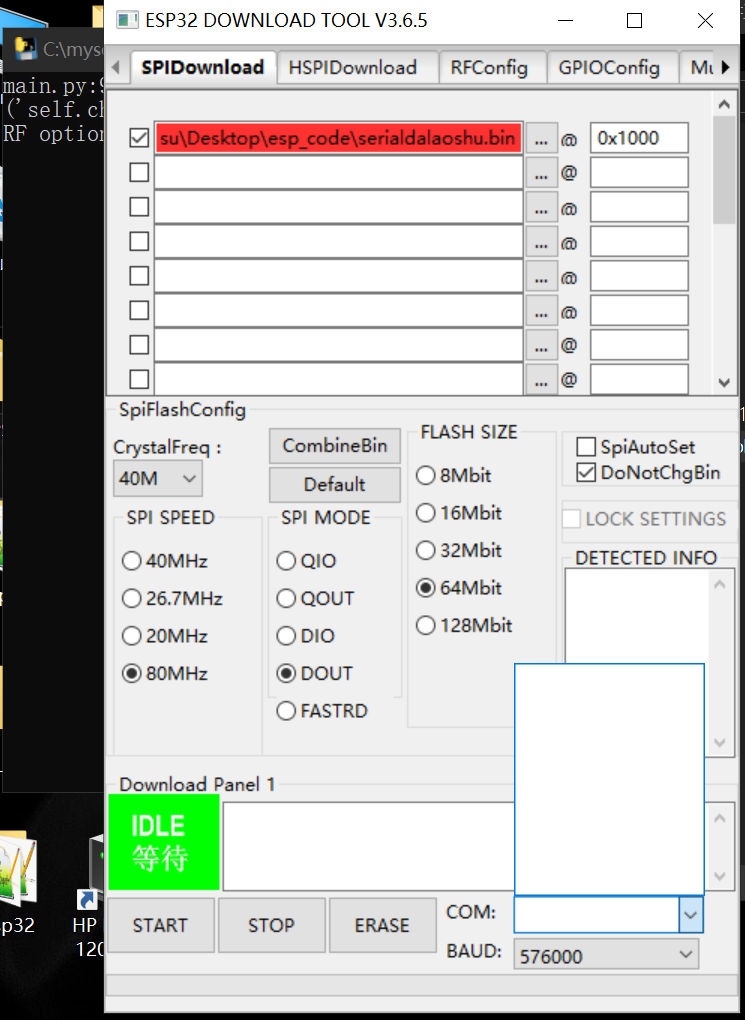 ESP32 DOWNLOAD TOOL V3.6.5
C:\myso
main.py:9
('self.ch
RF option
SPIDownload HSPIDownload RFConfig GPIOConfig Mu
su\Desktop\esp_code\serialdalaoshu.bin ... @ 0x1000
... @
... @
... @
... @
... @
... @
... @
SpiFlashConfig
CrystalFreq :
40M
CombineBin
Default
SPI SPEED
40MHz
26.7MHz
20MHz
80MHz
SPI MODE
QIO
QOUT
DIO
DOUT
FASTRD
FLASH SIZE
8Mbit
16Mbit
32Mbit
64Mbit
128Mbit
SpiAutoSet
DoNotChgBin
LOCK SETTINGS
DETECTED INFO
Download Panel 1
IDLE
等待
START STOP ERASE
COM:
BAUD: 576000
sp32
HP
120